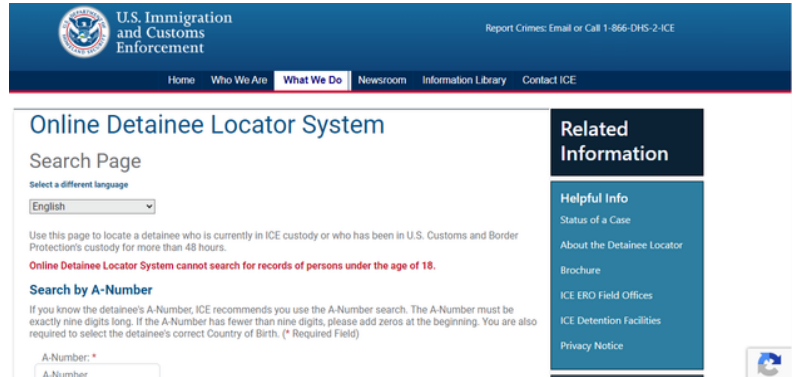 U.S. Immigration
and Customs
Enforcement
Report Crimes: Email or Call 1-866-DHS-2-ICE
Home Who We Are What We Do Newsroom Information Library Contact ICE
Online Detainee Locator System
Search Page
Select a different language
English
Use this page to locate a detainee who is currently in ICE custody or who has been in U.S. Customs and Border
Protection's custody for more than 48 hours.
Online Detainee Locator System cannot search for records of persons under the age of 18.
Search by A-Number
If you know the detainee's A-Number, ICE recommends you use the A-Number search. The A-Number must be
exactly nine digits long. If the A-Number has fewer than nine digits, please add zeros at the beginning. You are also
required to select the detainee's correct Country of Birth. (* Required Field)
A-Number: *
A-Number
Related
Information
Helpful Info
Status of a Case
About the Detainee Locator
Brochure
ICE ERO Field Offices
ICE Detention Facilities
Privacy Notice